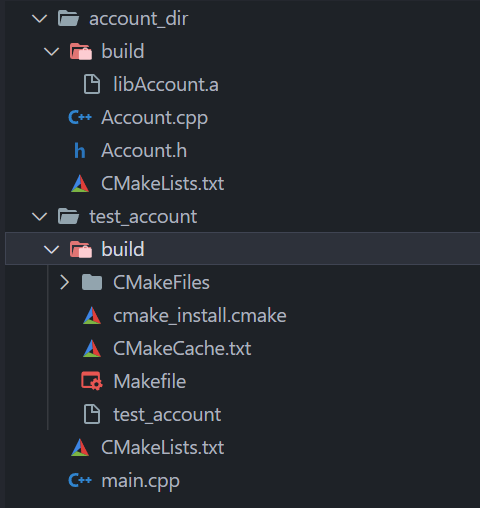 account_dir
build
libAccount.a
C++ Account.cpp
h Account.h
CMakeLists.txt
test_account
build
CMakeFiles
cmake_install.cmake
CMakeCache.txt
Makefile
test_account
CMakeLists.txt
C++ main.cpp